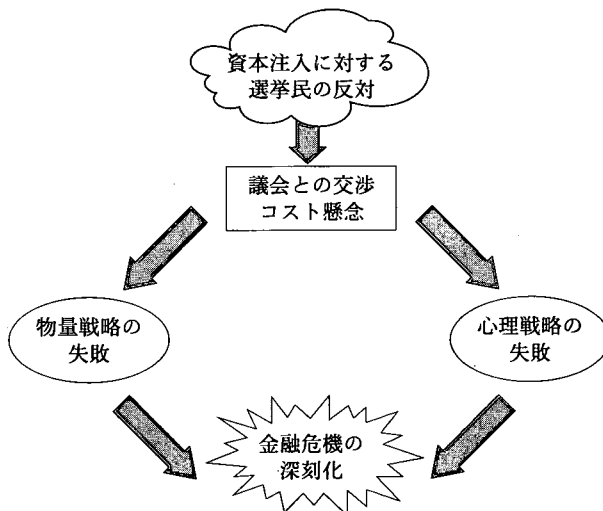 資本注入に対する
選挙民の反対
議会との交渉
コスト懸念
物量戦略の
失敗
心理戦略の
失敗
金融危機の
深刻化